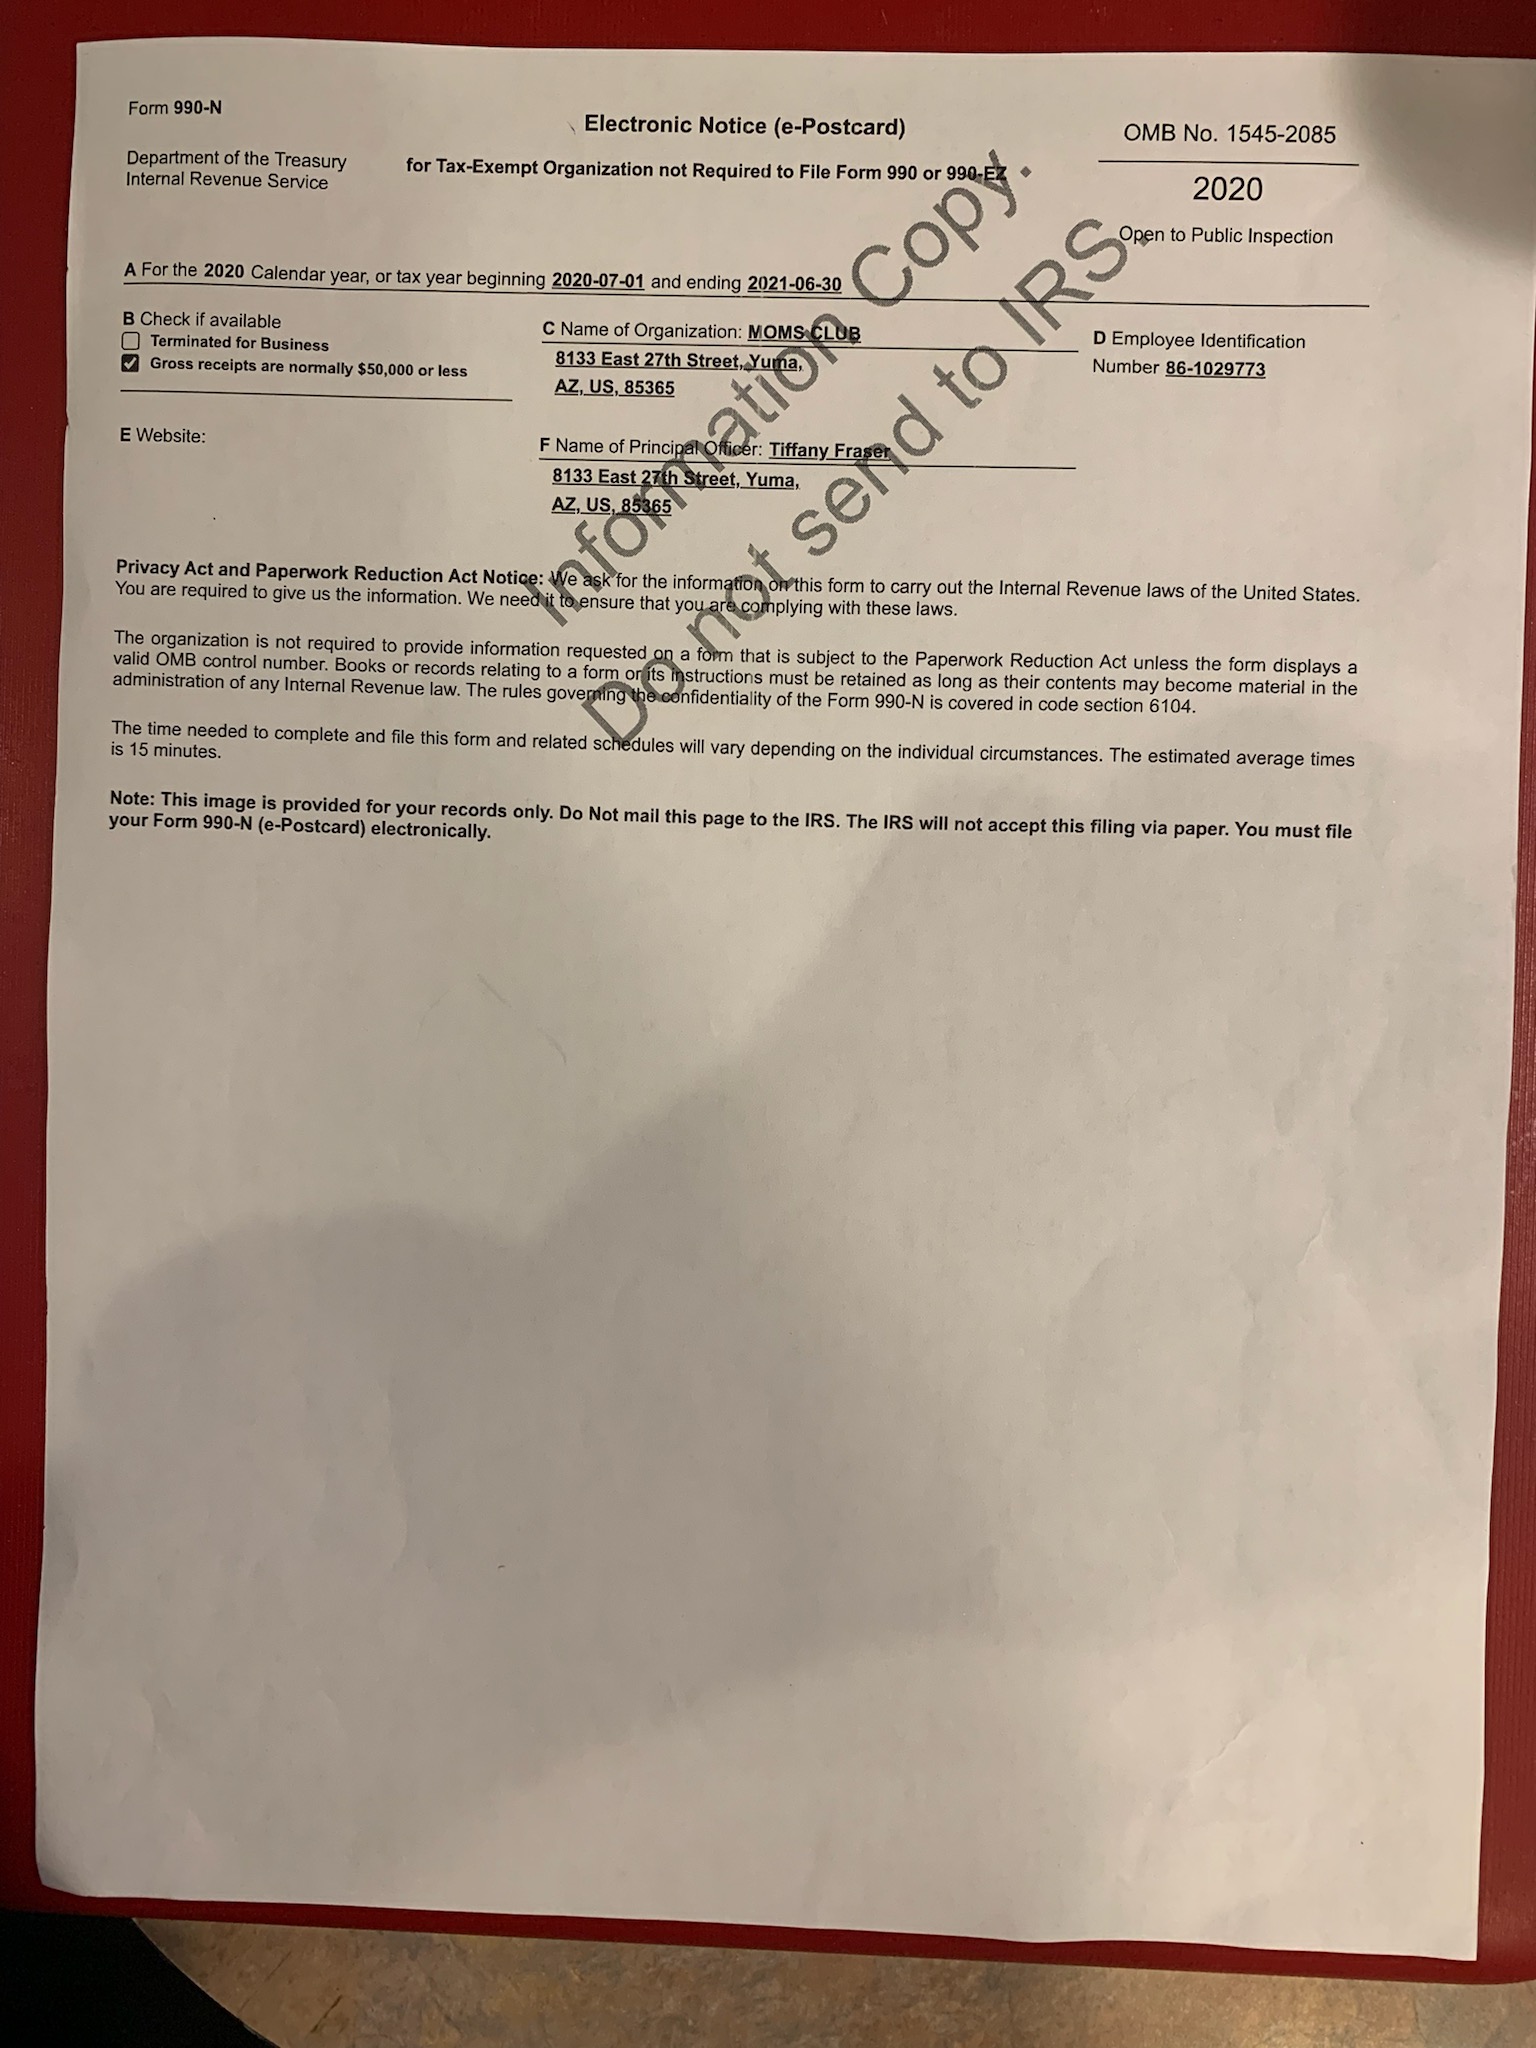 Form 990-N
Electronic Notice (e-Postcard)
OMB No. 1545-2085
Department of the Treasury
Internal Revenue Service
for Tax-Exempt Organization not Required to File Form 990 or 990-EZ
2020
Open to Public Inspection
A For the 2020 Calendar year, or tax year beginning 2020-07-01 and ending 2021-06-30
B Check if available
Terminated for Business
Gross receipts are normally $50,000 or less
C Name of Organization: MOMS CLUB
8133 East 27th Street, Yuma,
AZ, US, 85365
D Employee Identification
Number 86-1029773
E Website:
F Name of Principal Officer: Tiffany Fraser
8133 East 27th Street, Yuma,
AZ, US, 85365
Information Copy.
Do not send to IRS.
Privacy Act and Paperwork Reduction Act Notice: We ask for the information on this form to carry out the Internal Revenue laws of the United States.
You are required to give us the information. We need it to ensure that you are complying with these laws.
The organization is not required to provide information requested on a form that is subject to the Paperwork Reduction Act unless the form displays a
valid OMB control number. Books or records relating to a form or its instructions must be retained as long as their contents may become material in the
administration of any Internal Revenue law. The rules governing the confidentiality of the Form 990-N is covered in code section 6104.
The time needed to complete and file this form and related schedules will vary depending on the individual circumstances. The estimated average times
is 15 minutes.
Note: This image is provided for your records only. Do Not mail this page to the IRS. The IRS will not accept this filing via paper. You must file
your Form 990-N (e-Postcard) electronically.